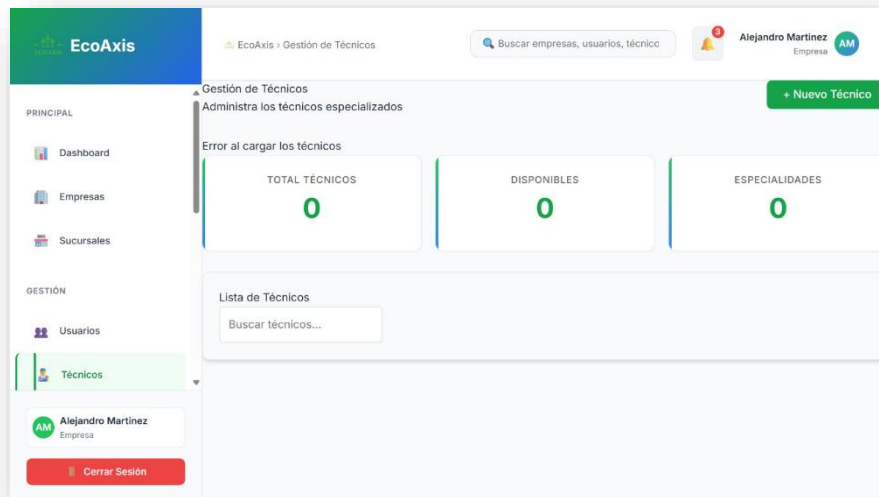 EcoAxis
EcoAxis › Gestión de Técnicos
Buscar empresas, usuarios, técnicc
3
Alejandro Martinez
Empresa
AM
PRINCIPAL
Dashboard
Empresas
Sucursales
GESTIÓN
Usuarios
Técnicos
AM
Alejandro Martinez
Empresa
Cerrar Sesión
Gestión de Técnicos
Administra los técnicos especializados
+ Nuevo Técnico
Error al cargar los técnicos
TOTAL TÉCNICOS
0
DISPONIBLES
0
ESPECIALIDADES
0
Lista de Técnicos
Buscar técnicos...